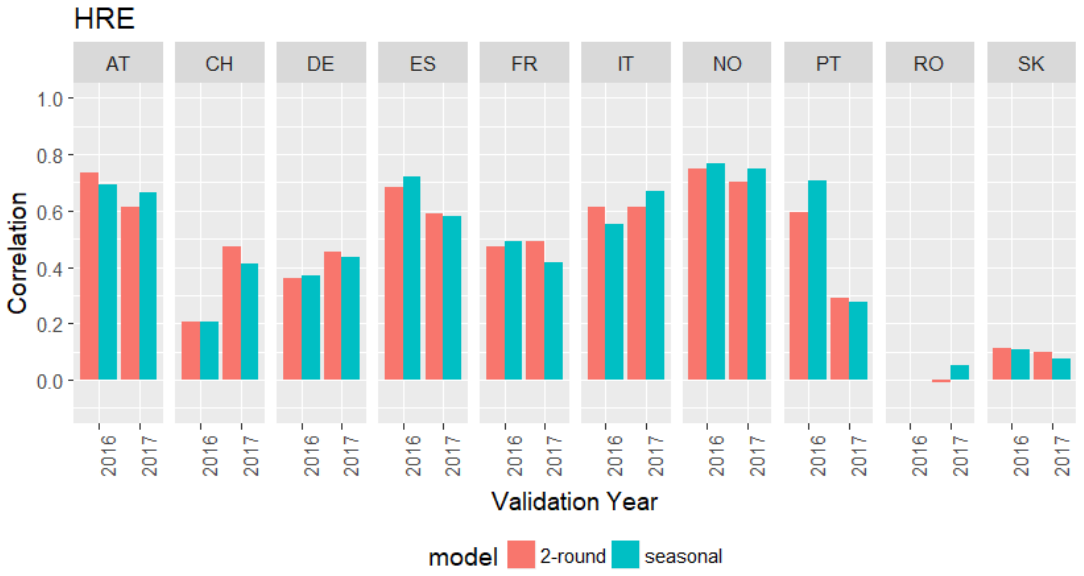 HRE
AT CH DE ES FR IT NO PT RO SK
1.0
0.8
0.6
0.4
0.2
0.0
Correlation
2016 2017 2016 2017 2016 2017 2016 2017 2016 2017 2016 2017 2016 2017 2016 2017 2016 2017 2016 2017
Validation Year
model 2-round seasonal